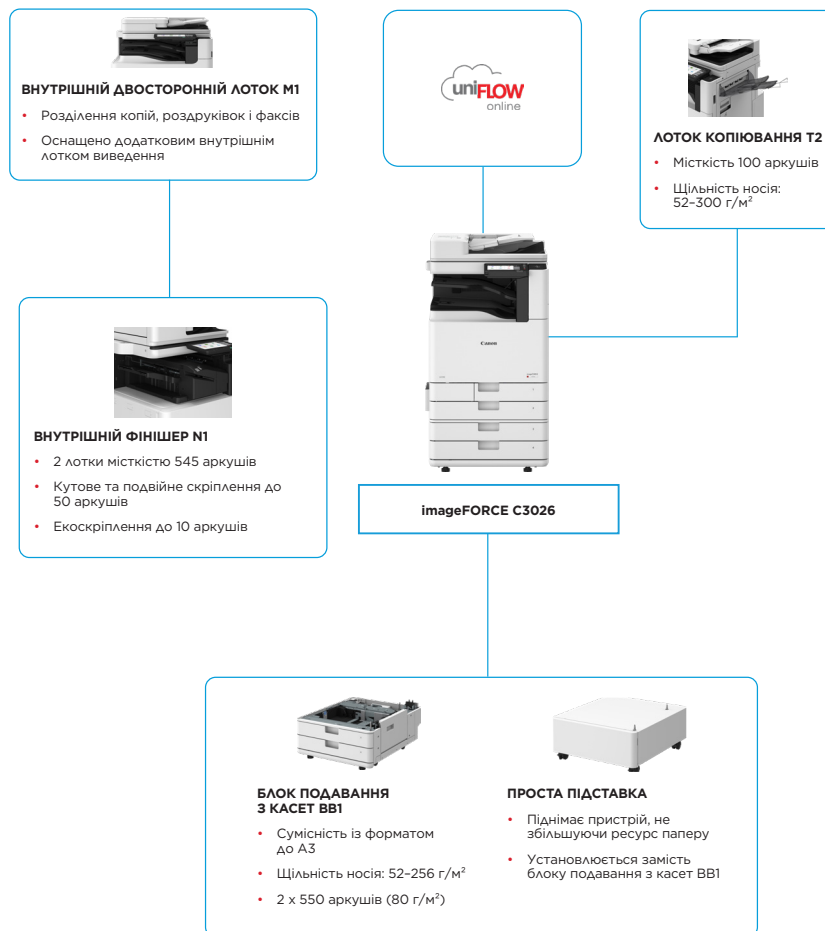 ВНУТРІШНІЙ ДВОСТОРОННІЙ ЛОТОК M1
• Розділення копій, роздруківок і факсів
• Оснащено додатковим внутрішнім
лотком виведення
uniFLOW
online
ЛОТОК КОПІЮВАННЯ T2
• Місткість 100 аркушів
• Щільність носія:
52–300 г/м²
ВНУТРІШНІЙ ФІНІШЕР N1
• 2 лотки місткістю 545 аркушів
• Кутове та подвійне скріплення до
50 аркушів
• Екоскріплення до 10 аркушів
Canon
imageFORCE C3026
БЛОК ПОДАВАННЯ
З КАСЕТ BB1
• Сумісність із форматом
до A3
• Щільність носія: 52–256 г/м²
• 2 x 550 аркушів (80 г/м²)
ПРОСТА ПІДСТАВКА
• Піднімає пристрій, не
збільшуючи ресурс паперу
• Установлюється замість
блоку подавання з касет BB1